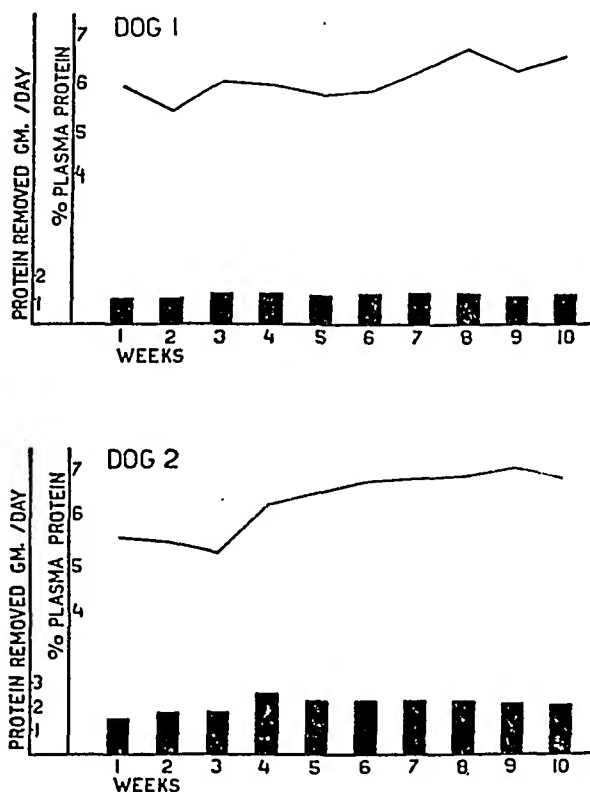 DOG 1
PROTEIN REMOVED GM. /DAY
% PLASMA PROTEIN
7
6
5
4
2
1
1 2 3 4 5 6 7 8 9 10
WEEKS
DOG 2
PROTEIN REMOVED GM. /DAY
% PLASMA PROTEIN
7
6
5
4
3
2
1
1 2 3 4 5 6 7 8 9 10
WEEKS